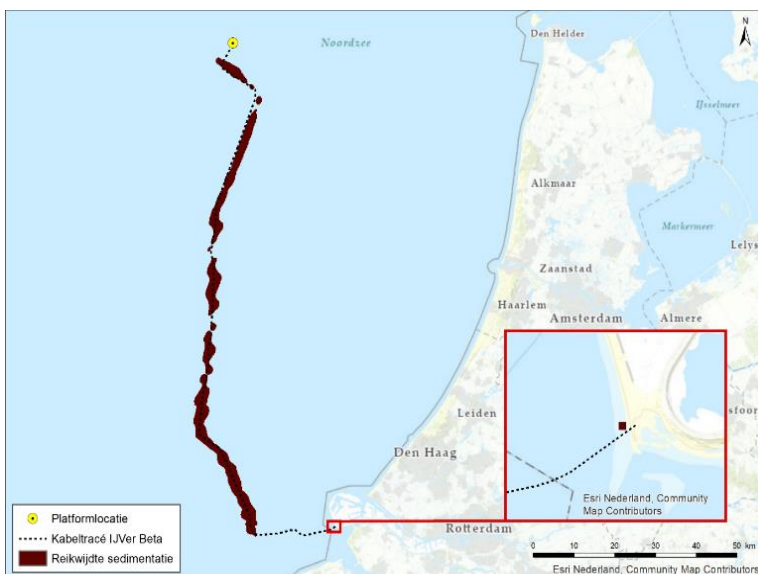 Noordzee
Den Helder
N
IJsselmeer
Alkmaar
Markermeer
Lelys
Zaanstad
Haarlem
Amsterdam
Almere
Leiden
sfoor
Den Haag
Esri Nederland, Community
Map Contributors
Rotterdam
Platformlocatie
Kabeltracé IJVer Beta
Reikwijdte sedimentatie
0 10 20 30 40 50 km
Esri Nederland, Community Map Contributors